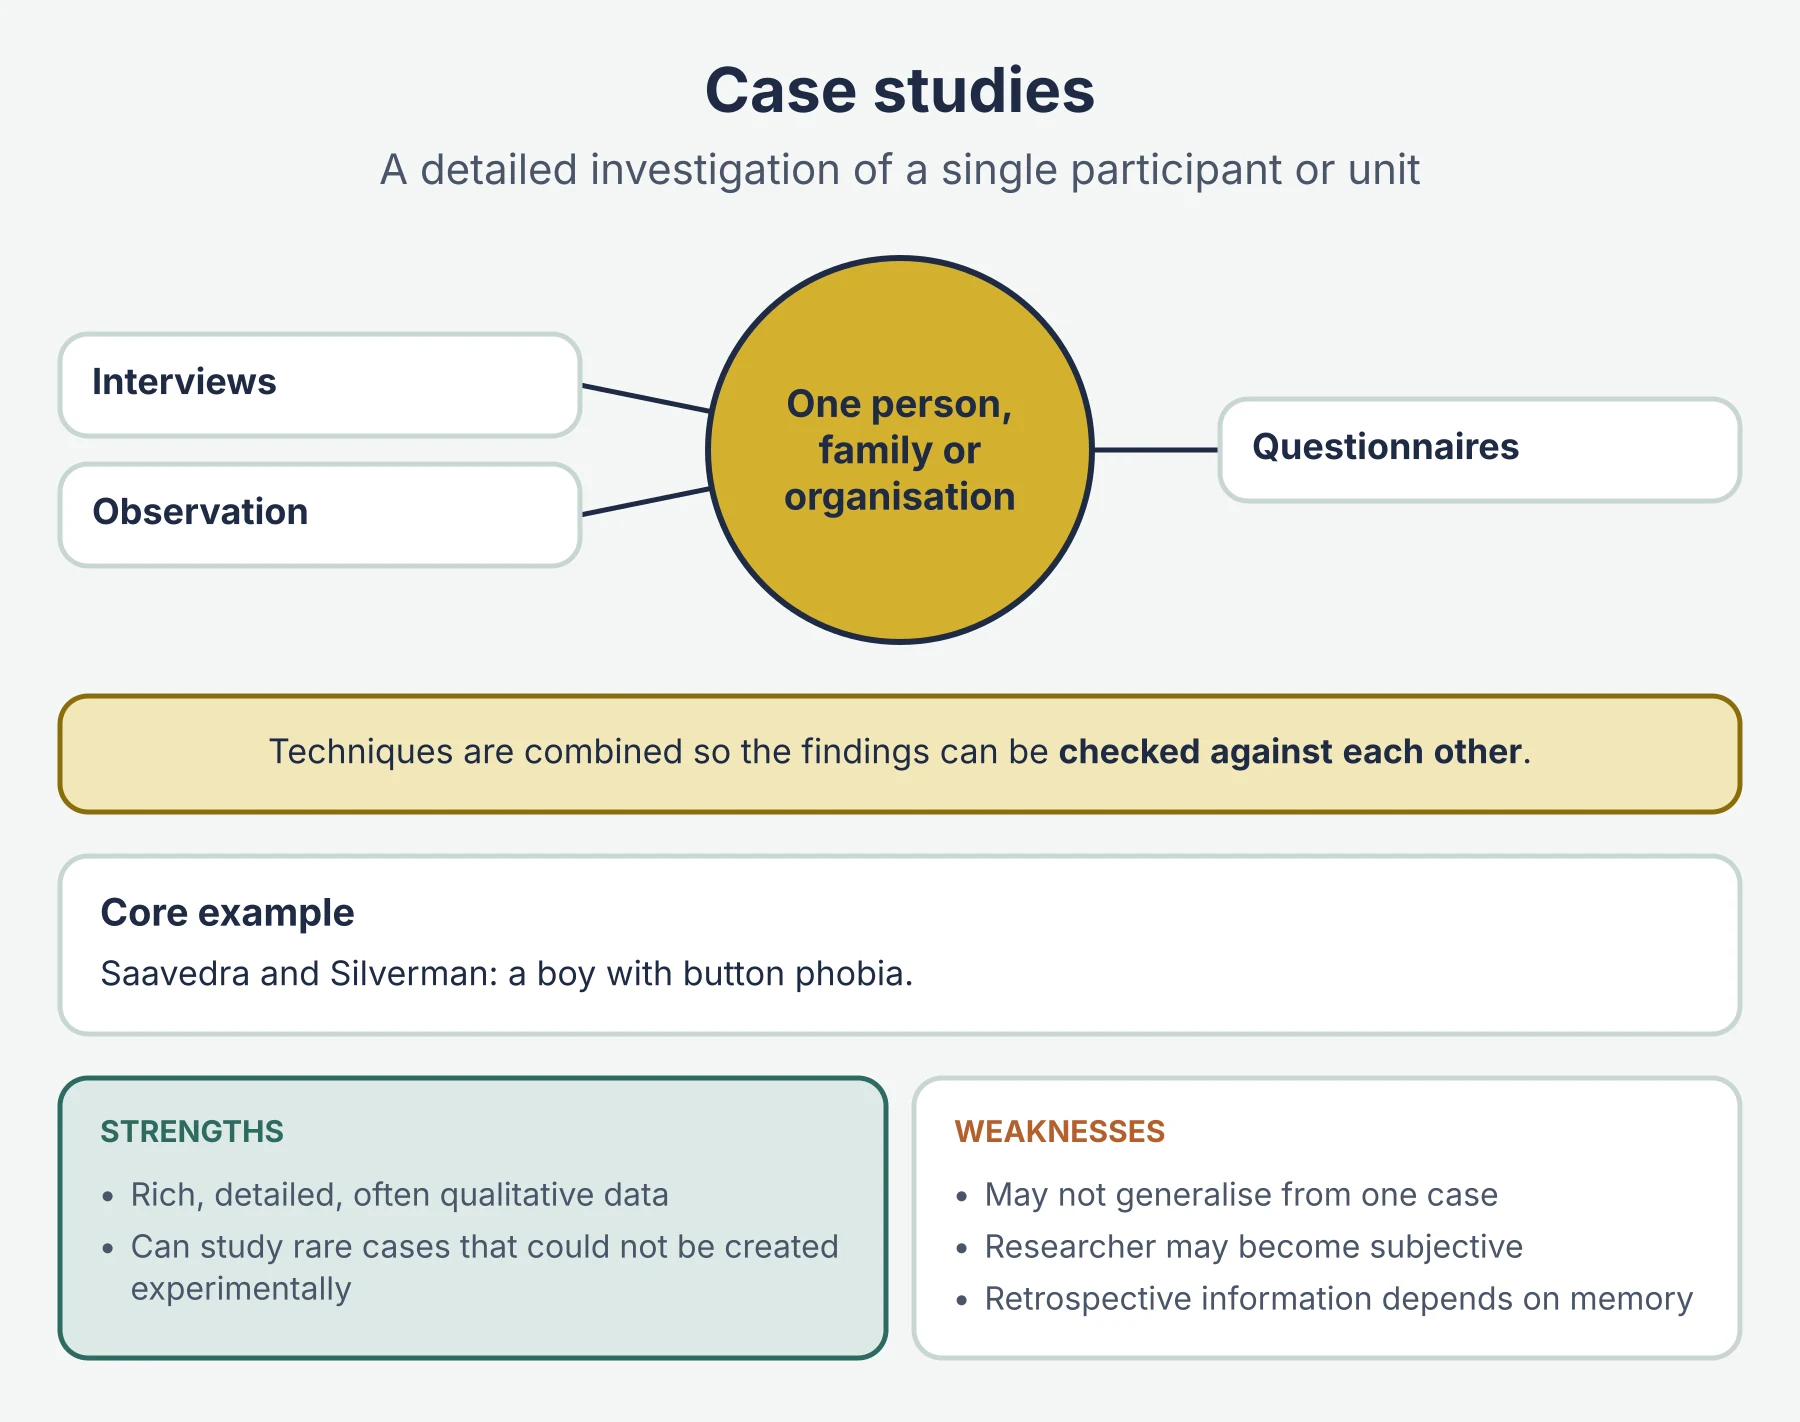 Case studies
A detailed investigation of a single participant or unit
Interviews
Observation
One person,
family or
organisation
Questionnaires
Techniques are combined so the findings can be checked against each other.
Core example
Saavedra and Silverman: a boy with button phobia.
STRENGTHS
• Rich, detailed, often qualitative data
• Can study rare cases that could not be created
experimentally
WEAKNESSES
• May not generalise from one case
• Researcher may become subjective
• Retrospective information depends on memory